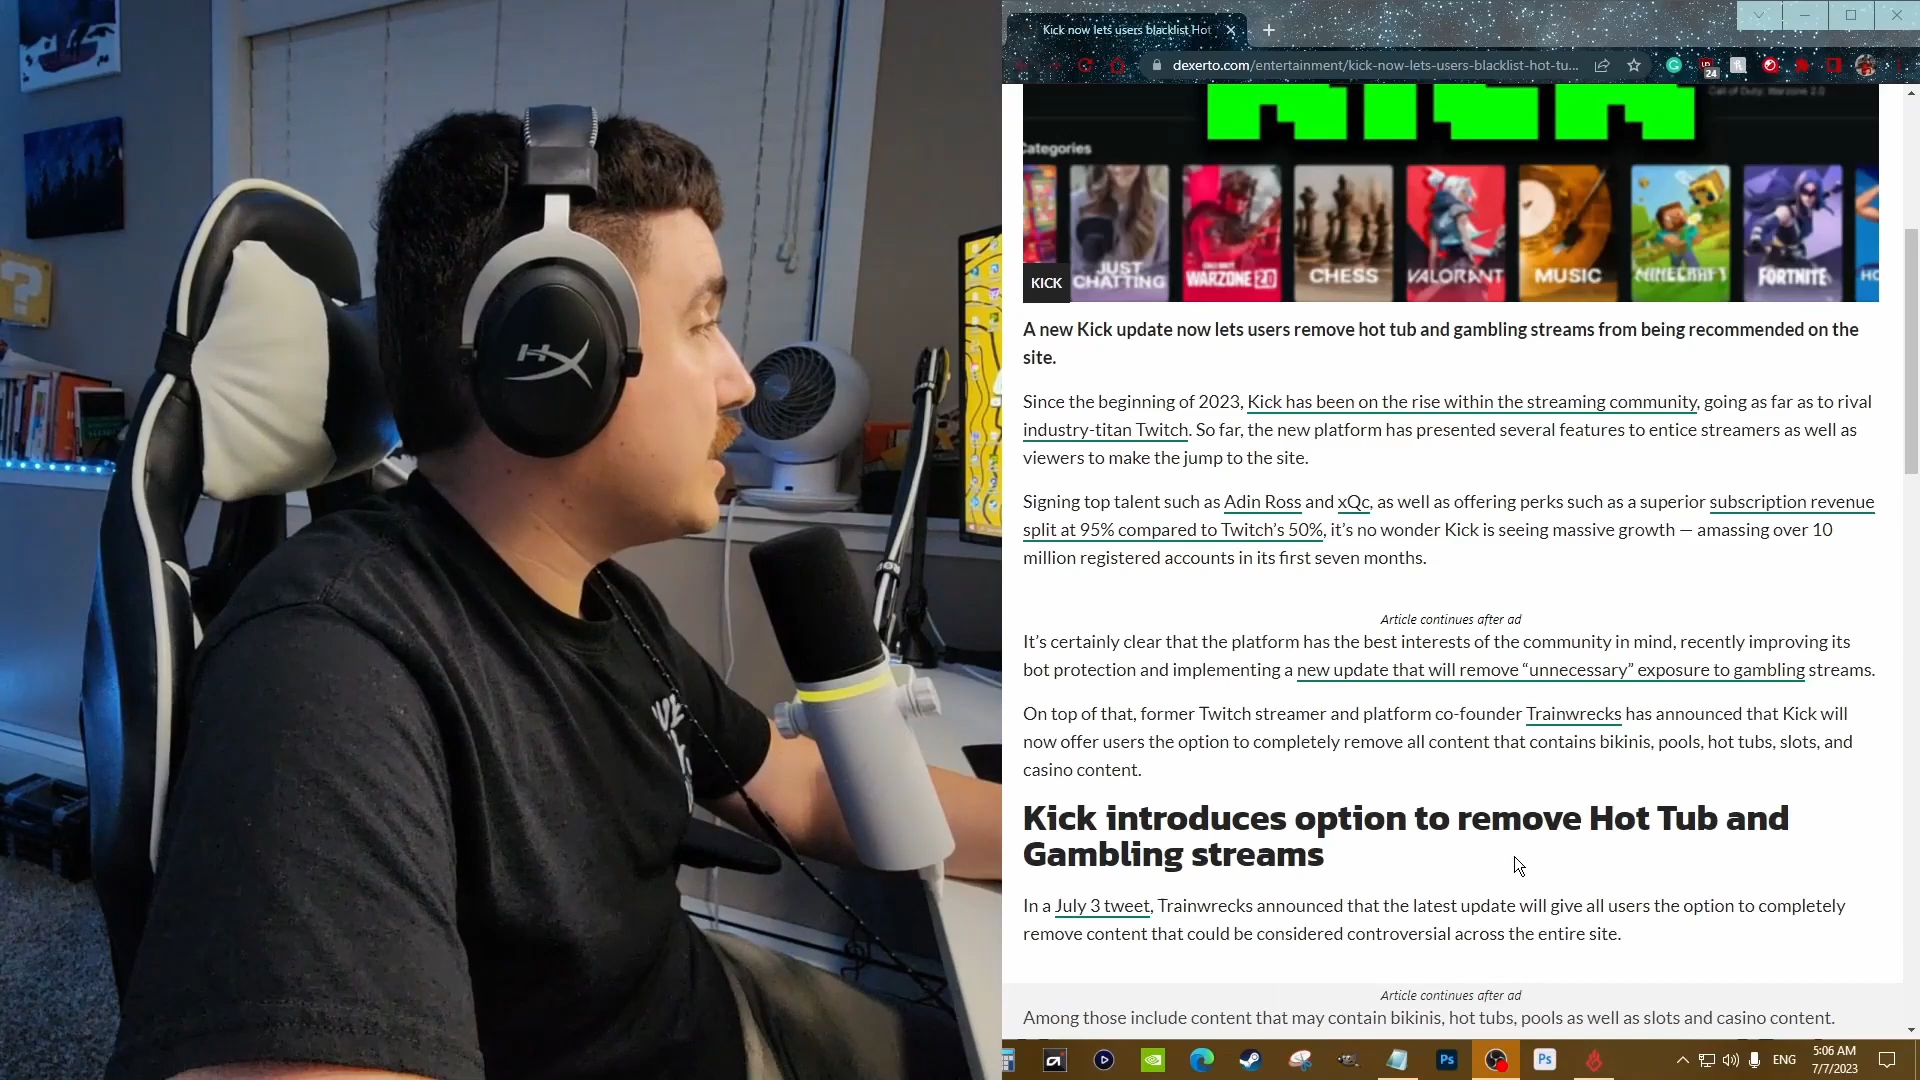 Kick now lets users blacklist Hot
dexerto.com/entertainment/kick-now-lets-users-blacklist-hot-tu...
24
Call of Duty: Warzone 2.0
Categories
JUST CHATTING
WARZONE 2.0
CHESS
VALORANT
MUSIC
MINECRAFT
FORTNITE
KICK
A new Kick update now lets users remove hot tub and gambling streams from being recommended on the
site.
Since the beginning of 2023, Kick has been on the rise within the streaming community, going as far as to rival
industry-titan Twitch. So far, the new platform has presented several features to entice streamers as well as
viewers to make the jump to the site.
Signing top talent such as Adin Ross and xQc, as well as offering perks such as a superior subscription revenue
split at 95% compared to Twitch’s 50%, it’s no wonder Kick is seeing massive growth — amassing over 10
million registered accounts in its first seven months.
Article continues after ad
It’s certainly clear that the platform has the best interests of the community in mind, recently improving its
bot protection and implementing a new update that will remove “unnecessary” exposure to gambling streams.
On top of that, former Twitch streamer and platform co-founder Trainwrecks has announced that Kick will
now offer users the option to completely remove all content that contains bikinis, pools, hot tubs, slots, and
casino content.
Kick introduces option to remove Hot Tub and
Gambling streams
In a July 3 tweet, Trainwrecks announced that the latest update will give all users the option to completely
remove content that could be considered controversial across the entire site.
Article continues after ad
Among those include content that may contain bikinis, hot tubs, pools as well as slots and casino content.
Ps
Ps
ENG
5:06 AM
7/7/2023
HX